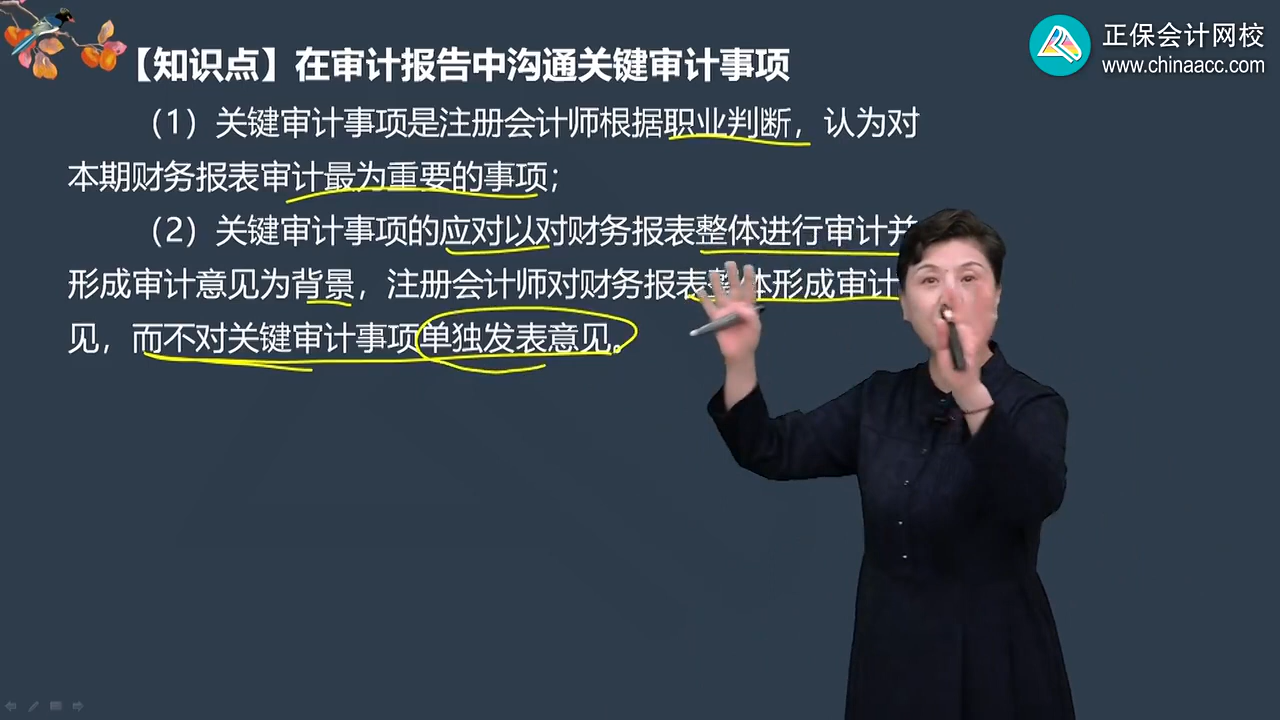 【知识点】在审计报告中沟通关键审计事项
正保会计网校
www.chinaacc.com
（1）关键审计事项是注册会计师根据职业判断，认为对
本期财务报表审计最为重要的事项；
（2）关键审计事项的应对以对财务报表整体进行审计并
形成审计意见为背景，注册会计师对财务报表整体形成审计
见，而不对关键审计事项单独发表意见。